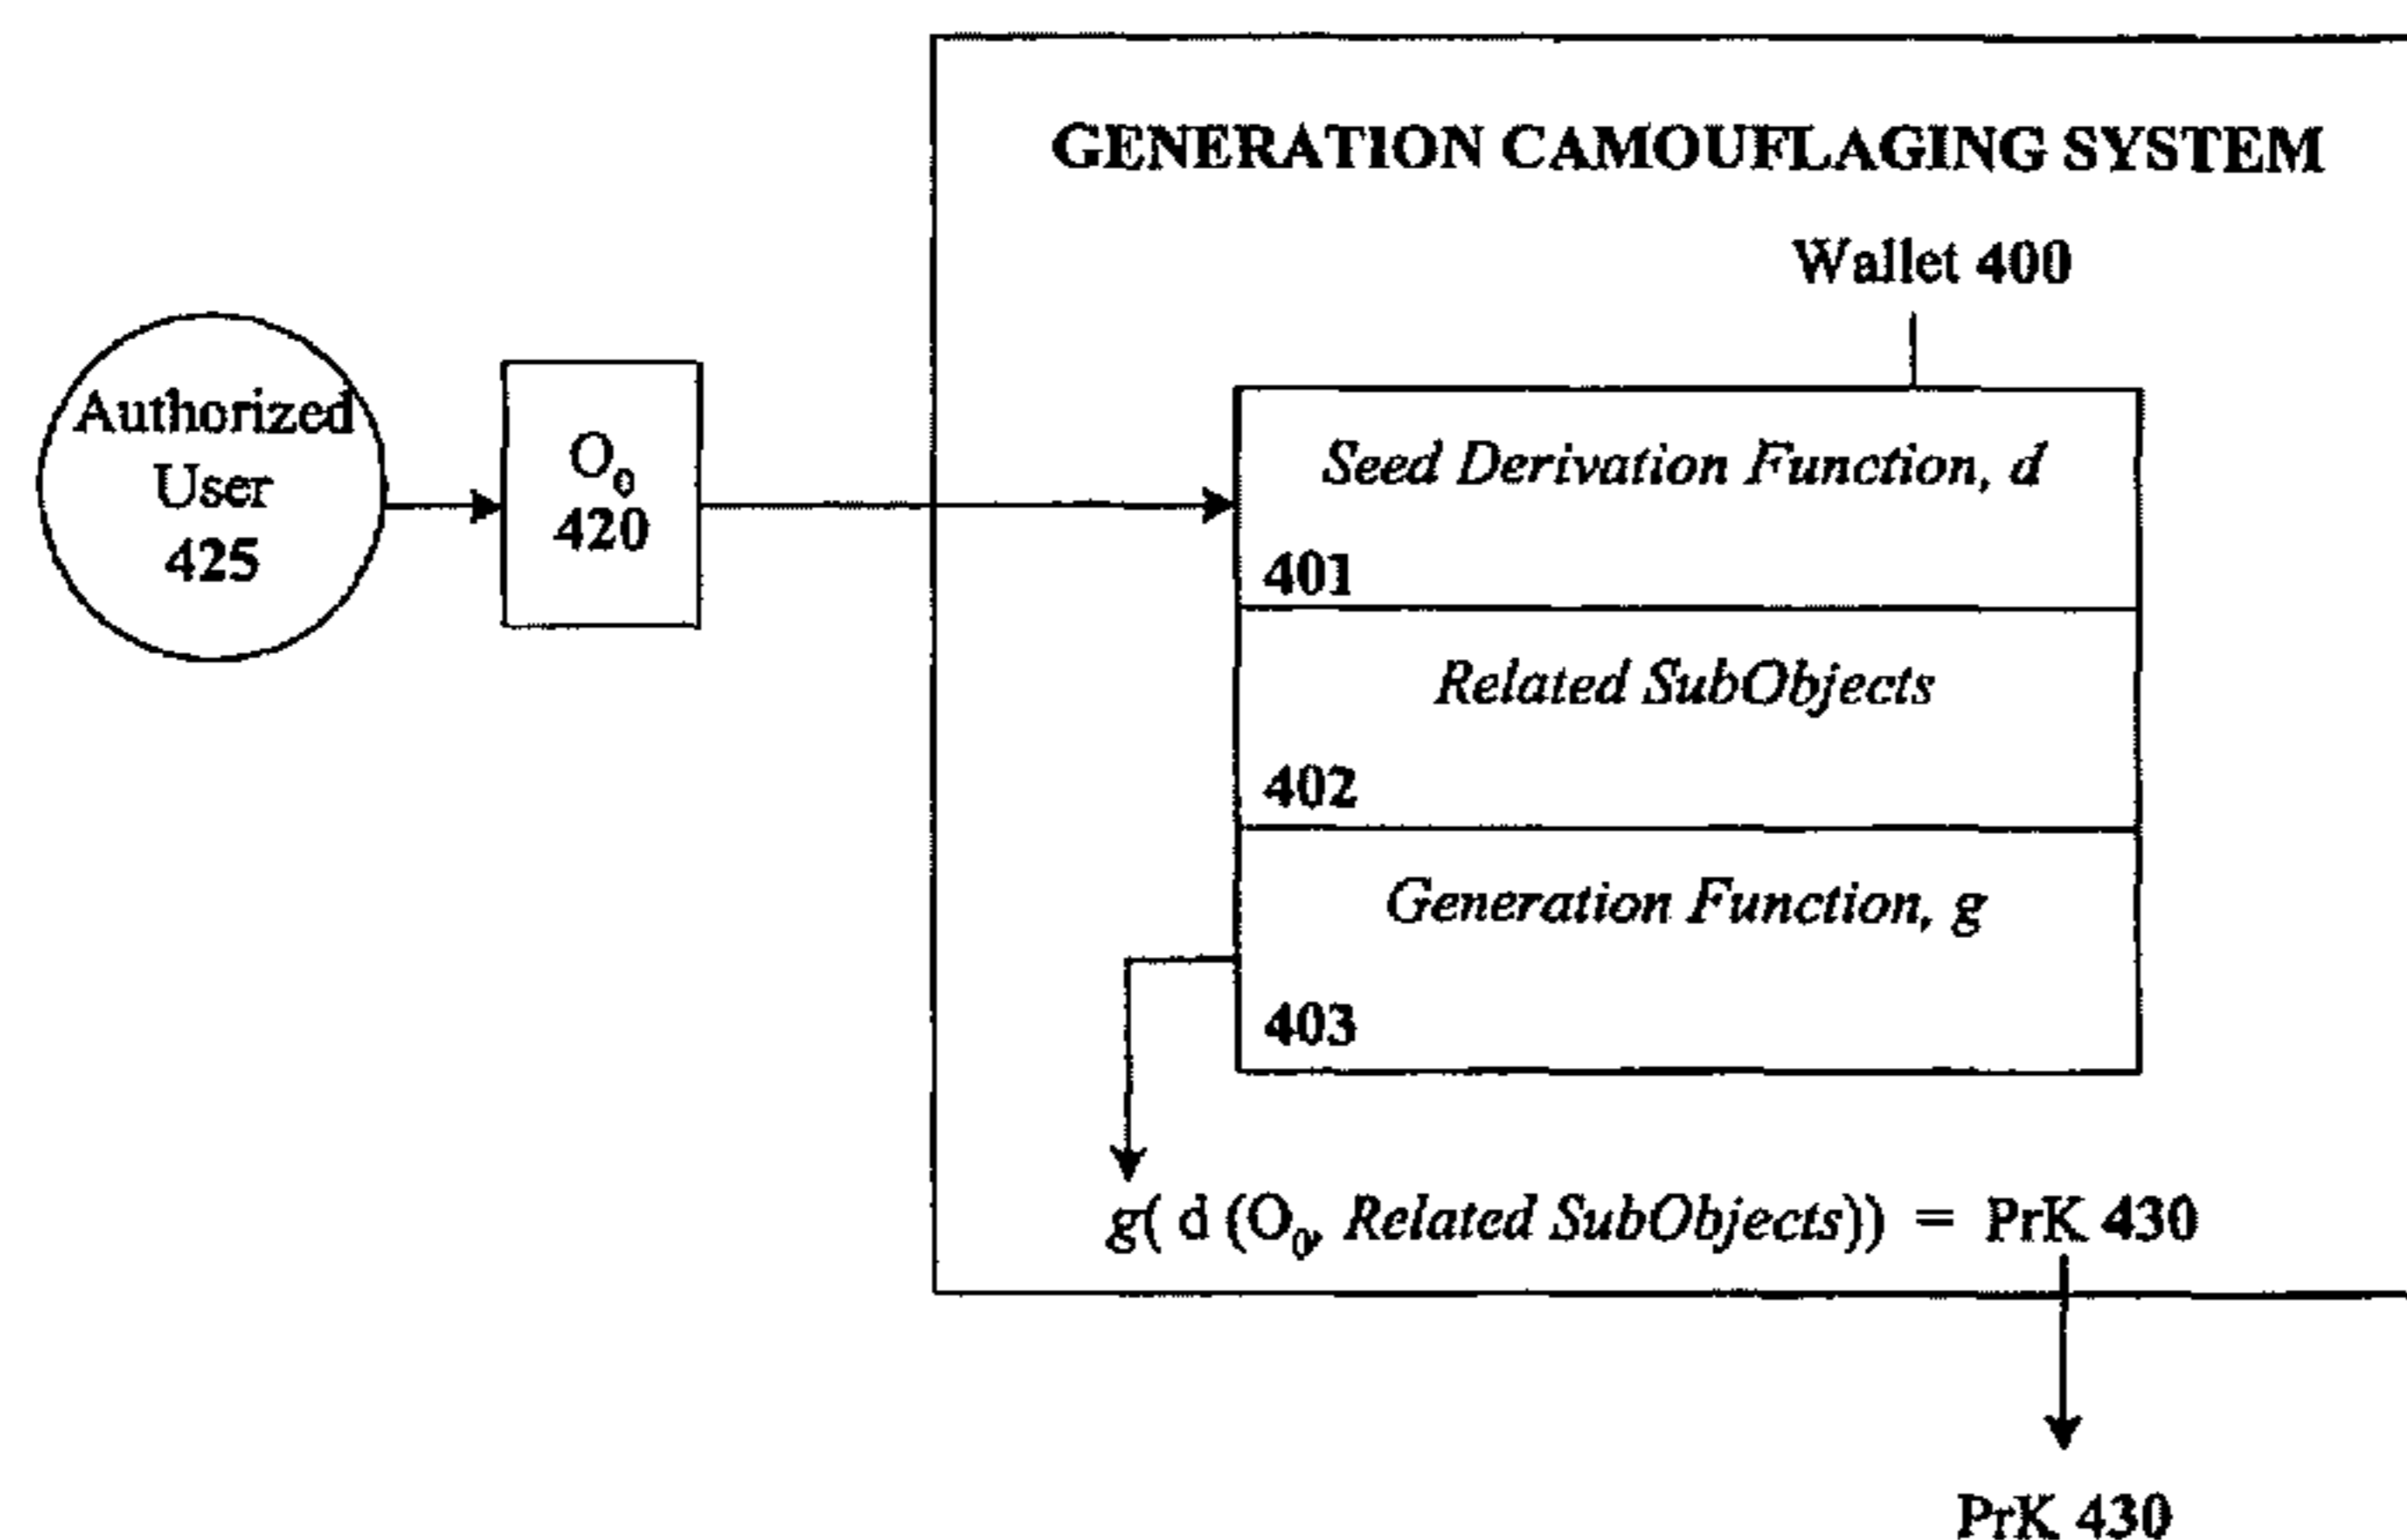 GENERATION CAMOUFLAGING SYSTEM
Wallet 400
Authorized
User
425
O₀
420
Seed Derivation Function, d
401
Related SubObjects
402
Generation Function, g
403
g( d (O₀, Related SubObjects)) = PrK 430
PrK 430